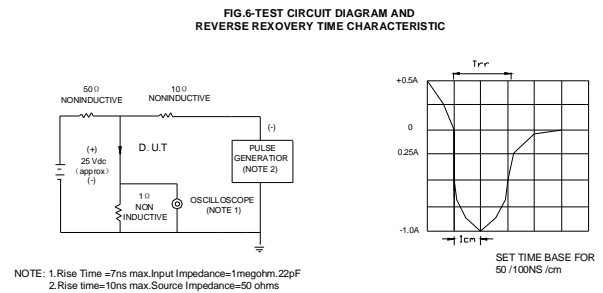 FIG.6-TEST CIRCUIT DIAGRAM AND
REVERSE REXOVERY TIME CHARACTERISTIC
50Ω
NONINDUCTIVE
10Ω
NONINDUCTIVE
(+)
25 Vdc
(approx)
(-)
D. U.T
1Ω
NON
INDUCTIVE
OSCILLOSCOPE
(NOTE 1)
(-)
PULSE
GENERATIOR
(NOTE 2)
Trr
+0.5A
0
0.25A
-1.0A
1cm
SET TIME BASE FOR
50 /100NS /cm
NOTE: 1.Rise Time =7ns max.Input Impedance=1megohm.22pF
2.Rise time=10ns max.Source Impedance=50 ohms